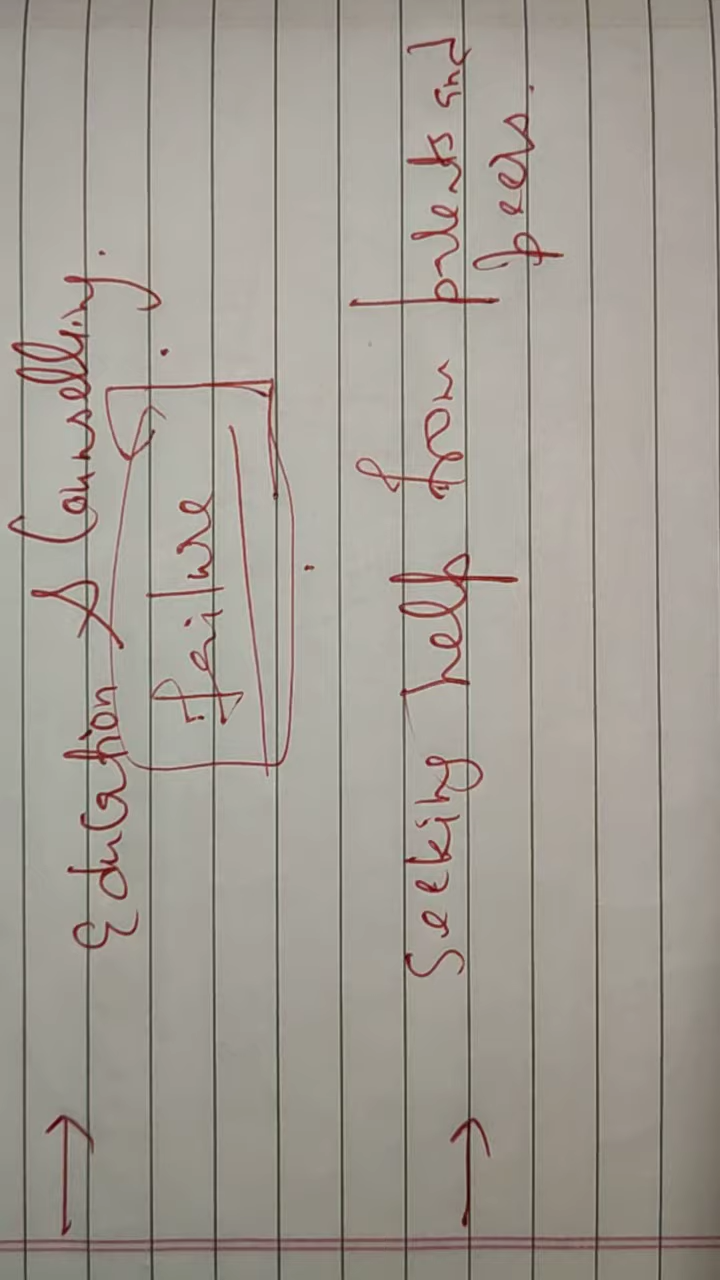 → Education & Counselling.
failure
→ Seeking help from parents and
peers.